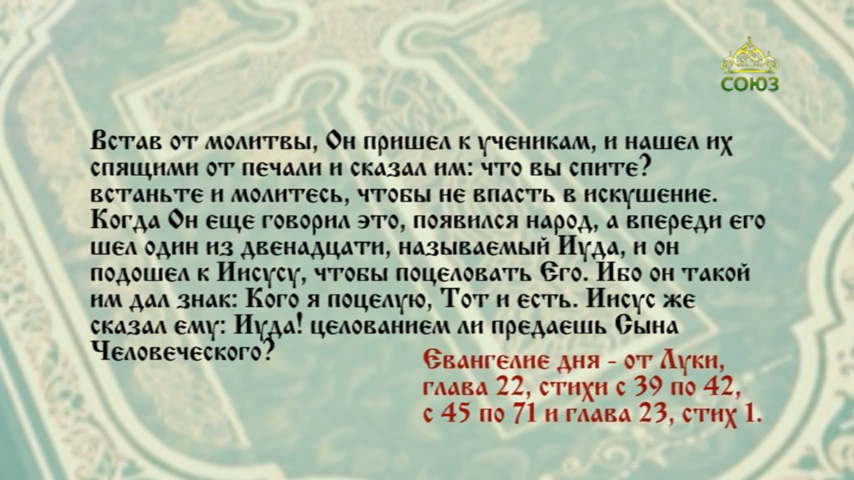 СОЮЗ
Встав от молитвы, Он пришел к ученикам, и нашел их
спящими от печали и сказал им: что вы спите?
встаньте и молитесь, чтобы не впасть в искушение.
Когда Он еще говорил это, появился народ, а впереди его
шел один из двенадцати, называемый Иуда, и он
подошел к Иисусу, чтобы поцеловать Его. Ибо он такой
им дал знак: Кого я поцелую, Тот и есть. Иисус же
сказал ему: Иуда! целованием ли предаешь Сына
Человеческого?
Евангелие дня - от Луки,
глава 22, стихи с 39 по 42,
с 45 по 71 и глава 23, стих 1.